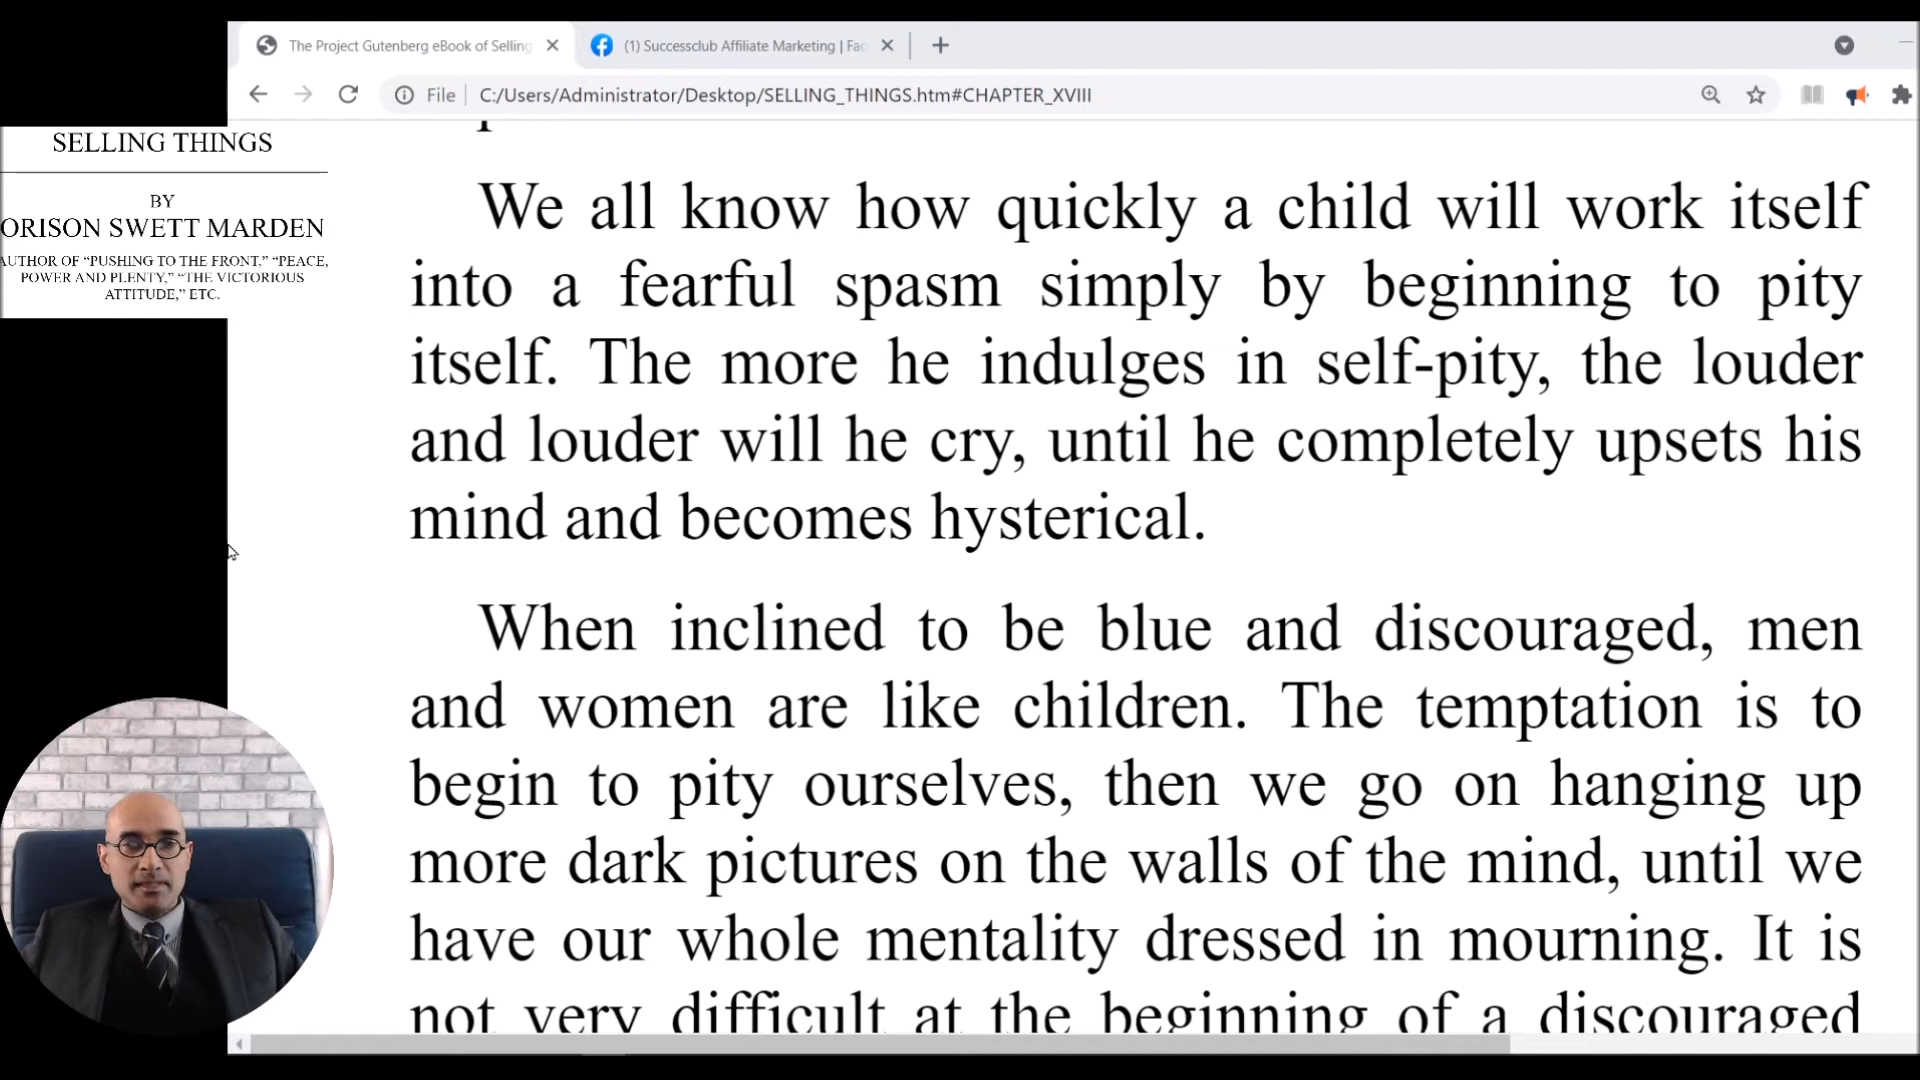 The Project Gutenberg eBook of Selling
(1) Successclub Affiliate Marketing | Fac
File
C:/Users/Administrator/Desktop/SELLING_THINGS.htm#CHAPTER_XVIII
SELLING THINGS
BY
ORISON SWETT MARDEN
AUTHOR OF “PUSHING TO THE FRONT,” “PEACE,
POWER AND PLENTY,” “THE VICTORIOUS
ATTITUDE,” ETC.
We all know how quickly a child will work itself
into a fearful spasm simply by beginning to pity
itself. The more he indulges in self-pity, the louder
and louder will he cry, until he completely upsets his
mind and becomes hysterical.
When inclined to be blue and discouraged, men
and women are like children. The temptation is to
begin to pity ourselves, then we go on hanging up
more dark pictures on the walls of the mind, until we
have our whole mentality dressed in mourning. It is
not very difficult at the beginning of a discouraged